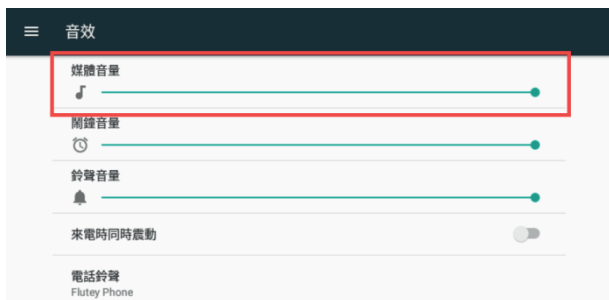 音效
媒體音量
鬧鐘音量
鈴聲音量
來電時同時震動
電話鈴聲
Flutey Phone